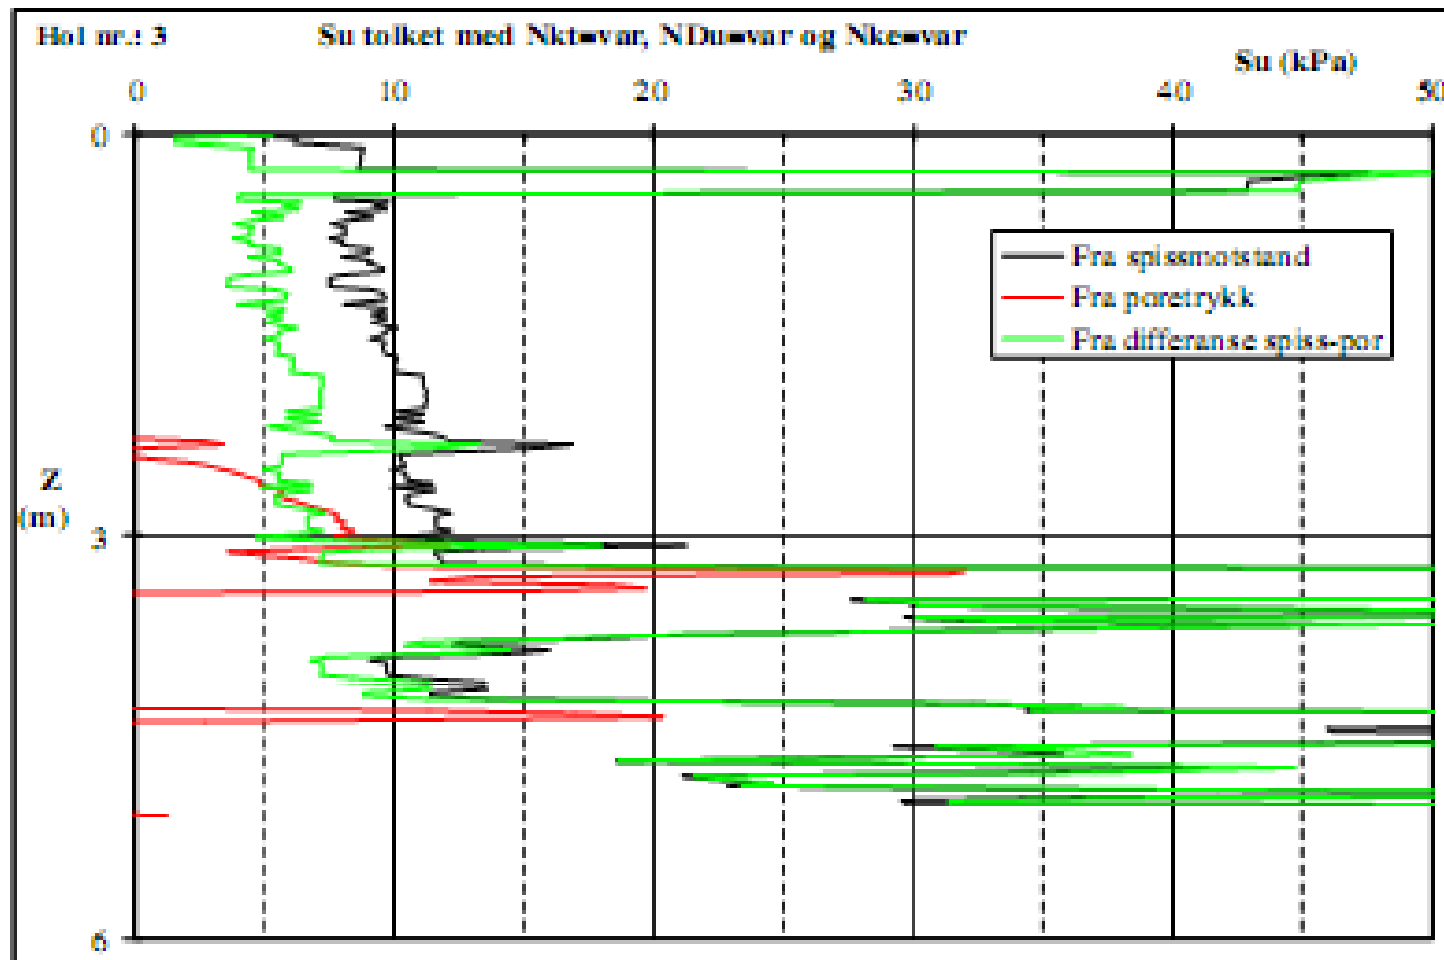 Hol nr.: 3
Su tolket med Nkt=var, NDu=var og Nke=var
Su (kPa)
0 10 20 30 40 50
0
Fra spissmotstand
Fra poretrykk
Fra differanse spiss-por
Z
(m)
3
6